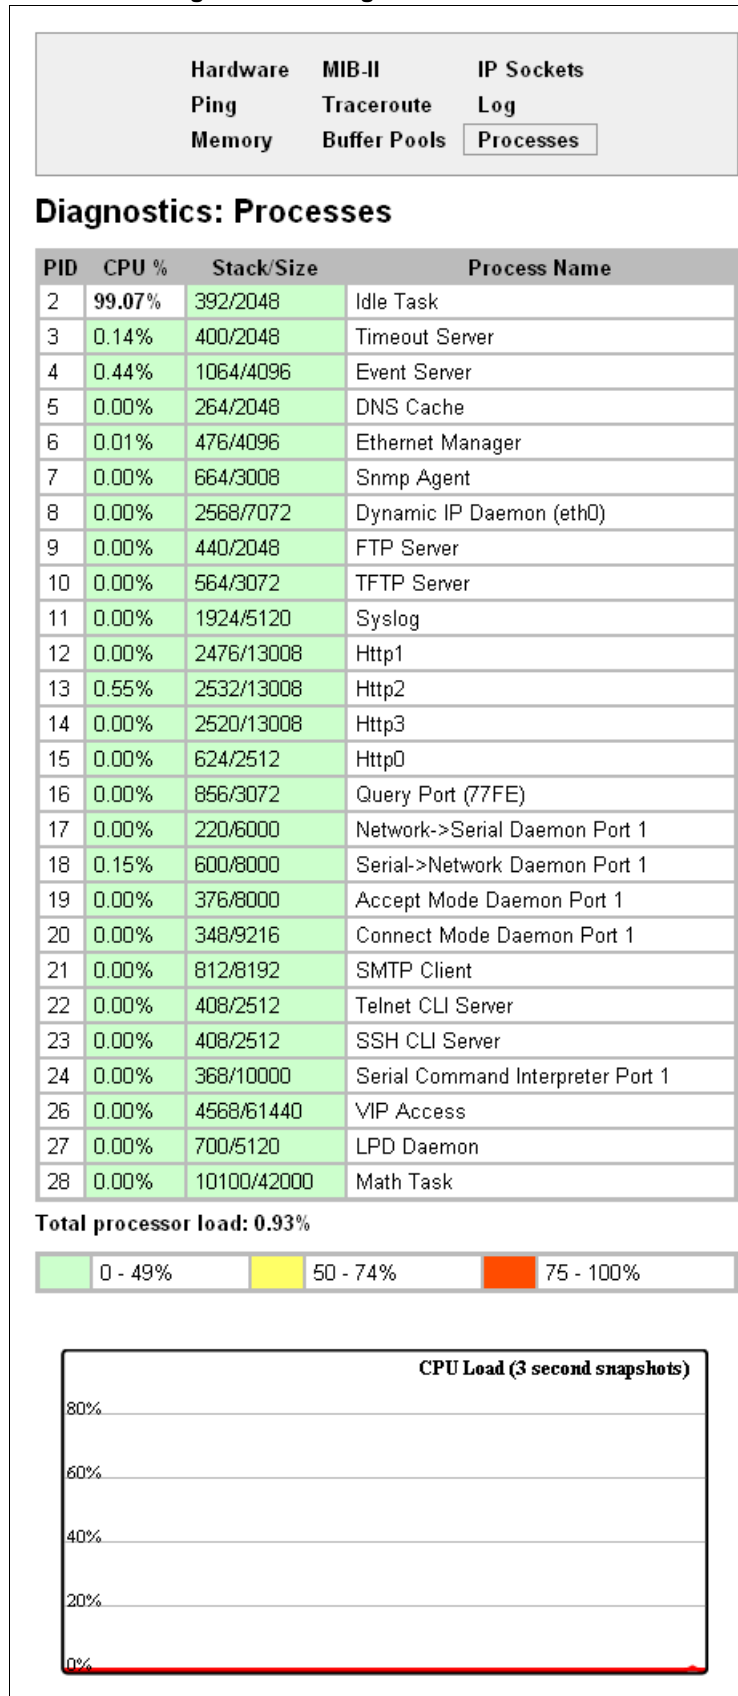 Hardware MIB-II IP Sockets
Ping Traceroute Log
Memory Buffer Pools Processes
Diagnostics: Processes
PID CPU % Stack/Size Process Name
2 99.07% 392/2048 Idle Task
3 0.14% 400/2048 Timeout Server
4 0.44% 1064/4096 Event Server
5 0.00% 264/2048 DNS Cache
6 0.01% 476/4096 Ethernet Manager
7 0.00% 664/3008 Snmp Agent
8 0.00% 2568/7072 Dynamic IP Daemon (eth0)
9 0.00% 440/2048 FTP Server
10 0.00% 564/3072 TFTP Server
11 0.00% 1924/5120 Syslog
12 0.00% 2476/13008 Http1
13 0.55% 2532/13008 Http2
14 0.00% 2520/13008 Http3
15 0.00% 624/2512 Http0
16 0.00% 856/3072 Query Port (77FE)
17 0.00% 220/6000 Network->Serial Daemon Port 1
18 0.15% 600/8000 Serial->Network Daemon Port 1
19 0.00% 376/8000 Accept Mode Daemon Port 1
20 0.00% 348/9216 Connect Mode Daemon Port 1
21 0.00% 812/8192 SMTP Client
22 0.00% 408/2512 Telnet CLI Server
23 0.00% 408/2512 SSH CLI Server
24 0.00% 368/10000 Serial Command Interpreter Port 1
26 0.00% 4568/61440 VIP Access
27 0.00% 700/5120 LPD Daemon
28 0.00% 10100/42000 Math Task
Total processor load: 0.93%
0 - 49% 50 - 74% 75 - 100%
CPU Load (3 second snapshots)
80%
60%
40%
20%
0%